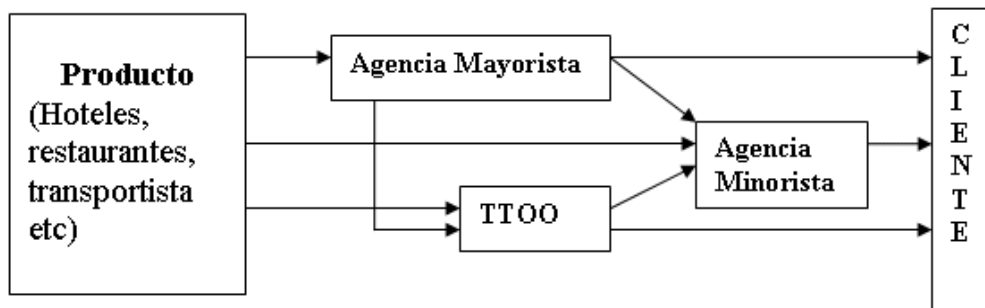 Producto
(Hoteles,
restaurantes,
transportista
etc)
Agencia Mayorista
TTOO
Agencia
Minorista
C
L
I
E
N
T
E